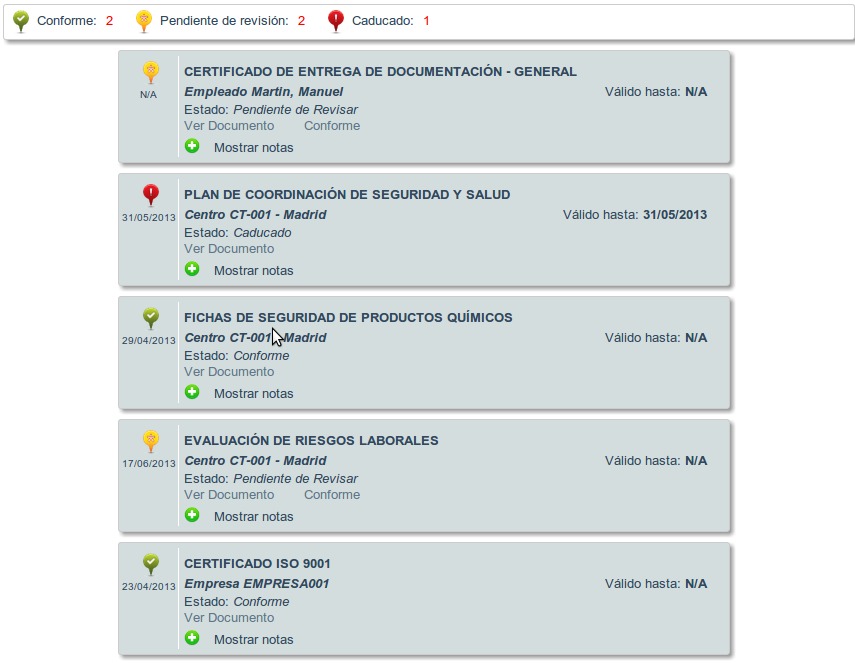 Conforme: 2 Pendiente de revisión: 2 Caducado: 1
CERTIFICADO DE ENTREGA DE DOCUMENTACIÓN - GENERAL
N/A
Empleado Martin, Manuel Válido hasta: N/A
Estado: Pendiente de Revisar
Ver Documento Conforme
Mostrar notas
PLAN DE COORDINACIÓN DE SEGURIDAD Y SALUD
31/05/2013 Centro CT-001 - Madrid Válido hasta: 31/05/2013
Estado: Caducado
Ver Documento
Mostrar notas
FICHAS DE SEGURIDAD DE PRODUCTOS QUÍMICOS
29/04/2013 Centro CT-001 - Madrid Válido hasta: N/A
Estado: Conforme
Ver Documento
Mostrar notas
EVALUACIÓN DE RIESGOS LABORALES
17/06/2013 Centro CT-001 - Madrid Válido hasta: N/A
Estado: Pendiente de Revisar
Ver Documento Conforme
Mostrar notas
CERTIFICADO ISO 9001
23/04/2013 Empresa EMPRESA001 Válido hasta: N/A
Estado: Conforme
Ver Documento
Mostrar notas